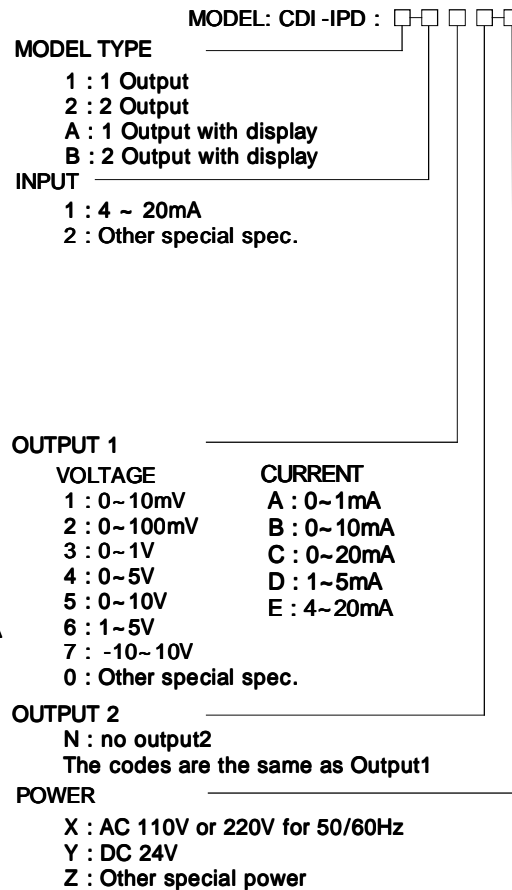 MODEL: CDI-IPD : □-□ □ □-□
MODEL TYPE
1 : 1 Output
2 : 2 Output
A : 1 Output with display
B : 2 Output with display
INPUT
1 : 4 ~ 20mA
2 : Other special spec.
OUTPUT 1
VOLTAGE CURRENT
1 : 0~10mV A : 0~1mA
2 : 0~100mV B : 0~10mA
3 : 0~1V C : 0~20mA
4 : 0~5V D : 1~5mA
5 : 0~10V E : 4~20mA
6 : 1~5V
7 : -10~10V
0 : Other special spec.
OUTPUT 2
N : no output2
The codes are the same as Output1
POWER
X : AC 110V or 220V for 50/60Hz
Y : DC 24V
Z : Other special power